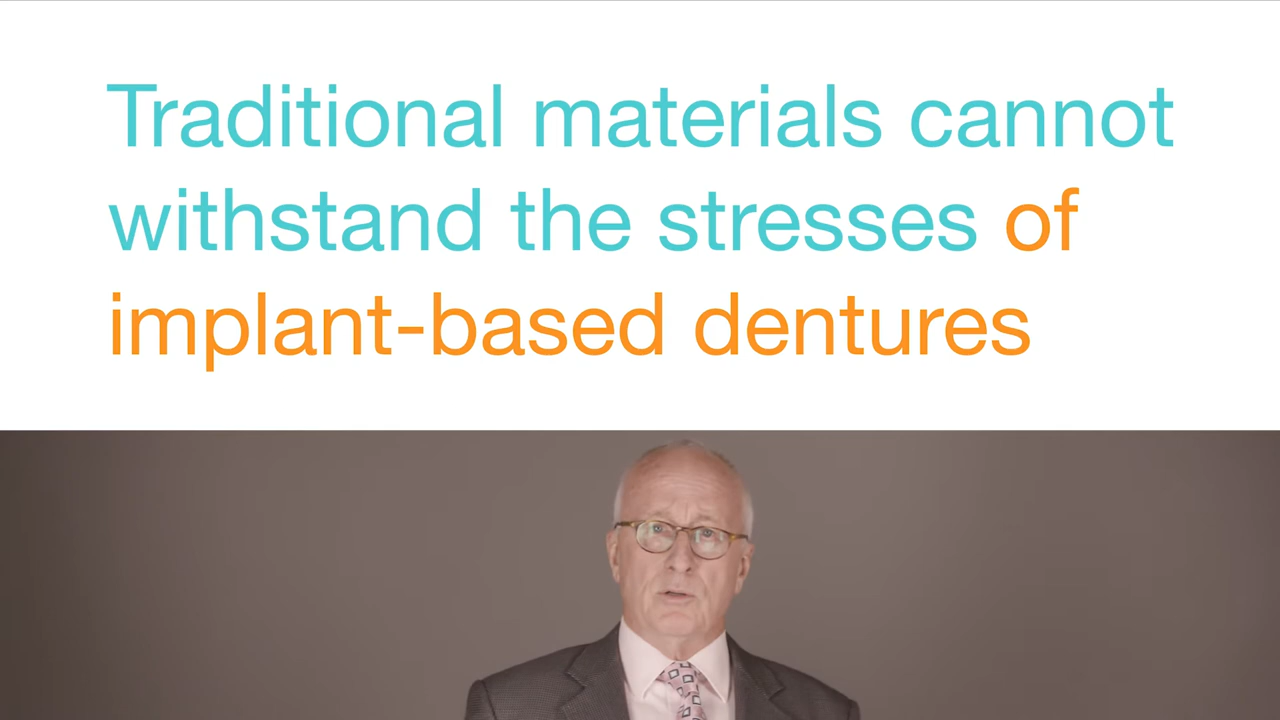 Traditional materials cannot
withstand the stresses of
implant-based dentures